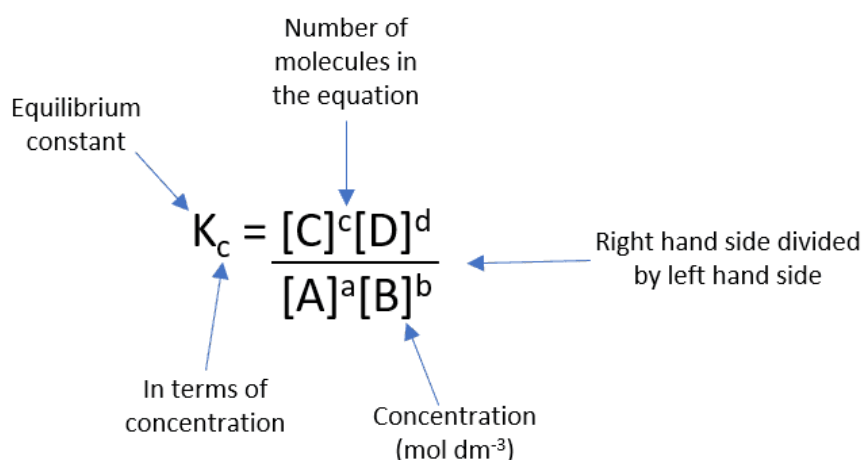 Number of
molecules in
the equation
Equilibrium
constant
K꜀ = [C]ᶜ[D]ᵈ
[A]ᵃ[B]ᵇ
Right hand side divided
by left hand side
In terms of
concentration
Concentration
(mol dm⁻³)